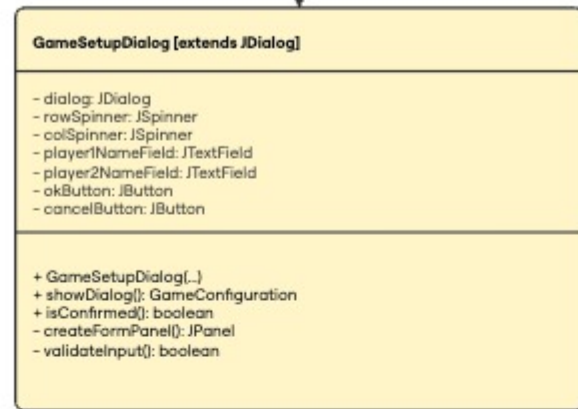 GameSetupDialog [extends JDialog]
- dialog: JDialog
- rowSpinner: JSpinner
- colSpinner: JSpinner
- player1NameField: JTextField
- player2NameField: JTextField
- okButton: JButton
- cancelButton: JButton
+ GameSetupDialog(...)
+ showDialog(): GameConfiguration
+ isConfirmed(): boolean
- createFormPanel(): JPanel
- validateInput(): boolean